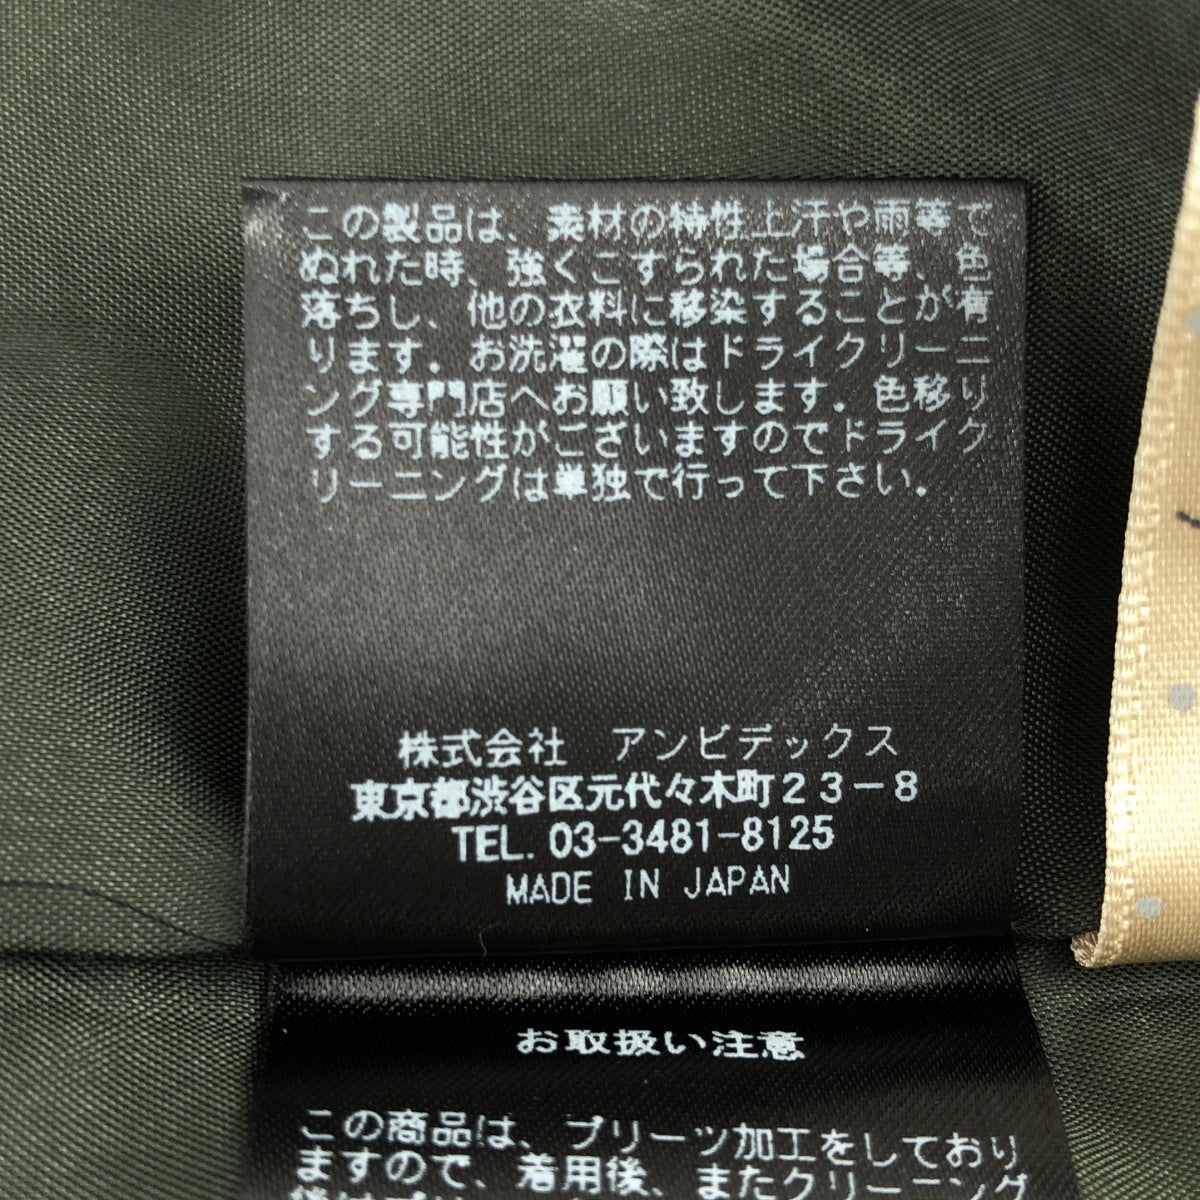 この製品は、素材の特性上汗や雨等で
ぬれた時、強くこすられた場合等、色
落ちし、他の衣料に移染することが有
ります。お洗濯の際はドライクリーニ
ング専門店へお願い致します。色移り
する可能性がございますのでドライク
リーニングは単独で行って下さい。
株式会社　アンビデックス
東京都渋谷区元代々木町２３－８
TEL. 03-3481-8125
MADE IN JAPAN
お取扱い注意
この商品は、プリーツ加工をしており
ますので、着用後、またクリーニング